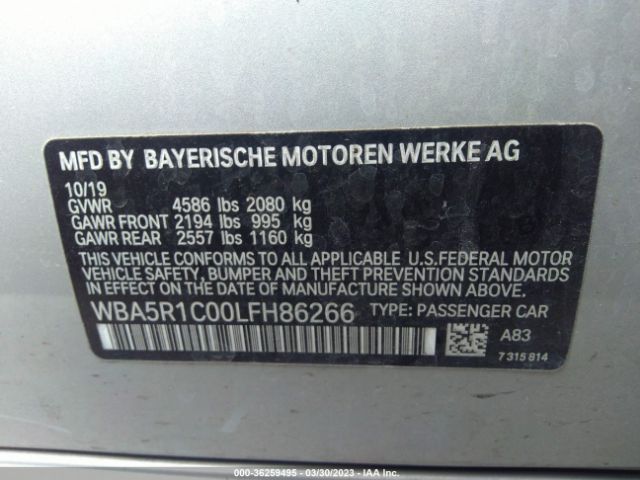 MFD BY BAYERISCHE MOTOREN WERKE AG
10/19
GVWR 4586 lbs 2080 kg
GAWR FRONT 2194 lbs 995 kg
GAWR REAR 2557 lbs 1160 kg
THIS VEHICLE CONFORMS TO ALL APPLICABLE U.S.FEDERAL MOTOR
VEHICLE SAFETY, BUMPER AND THEFT PREVENTION STANDARDS IN
EFFECT ON THE DATE OF MANUFACTURE SHOWN ABOVE.
WBA5R1C00LFH86266 TYPE: PASSENGER CAR
A83
7 315 814
000-36259495 - 03/30/2023 - IAA Inc.